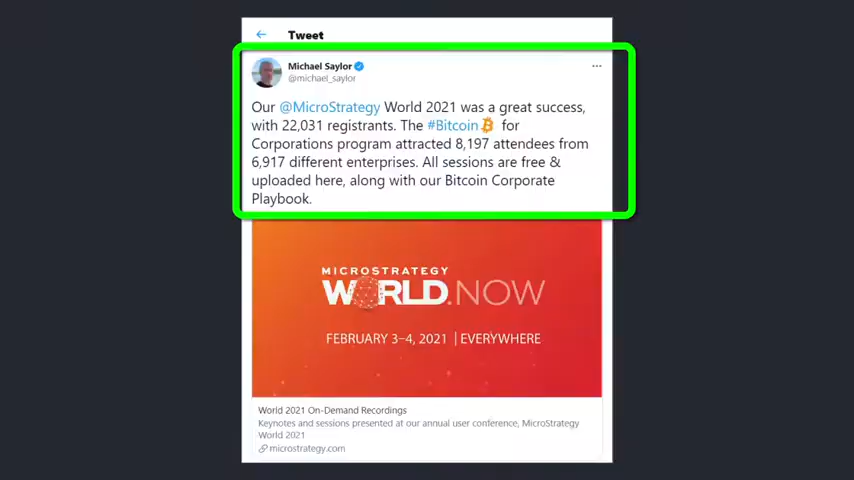 Tweet
Michael Saylor
@michael_saylor
Our @MicroStrategy World 2021 was a great success,
with 22,031 registrants. The #Bitcoin for
Corporations program attracted 8,197 attendees from
6,917 different enterprises. All sessions are free &
uploaded here, along with our Bitcoin Corporate
Playbook.
MICROSTRATEGY
WORLD.NOW
FEBRUARY 3-4, 2021 | EVERYWHERE
World 2021 On-Demand Recordings
Keynotes and sessions presented at our annual user conference, MicroStrategy
World 2021
microstrategy.com